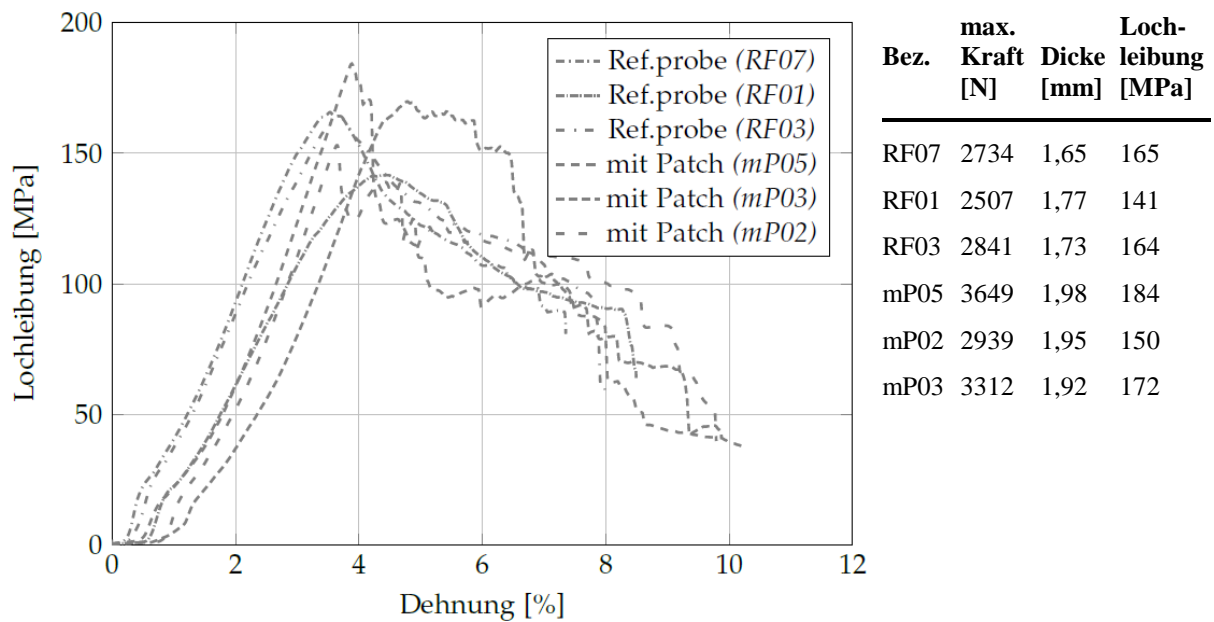 200
150
100
50
0
Lochleibung [MPa]
0 2 4 6 8 10 12
Dehnung [%]
Ref.probe (RF07)
Ref.probe (RF01)
Ref.probe (RF03)
mit Patch (mP05)
mit Patch (mP03)
mit Patch (mP02)
max. Loch-
Bez. Kraft Dicke leibung
[N] [mm] [MPa]
RF07 2734 1,65 165
RF01 2507 1,77 141
RF03 2841 1,73 164
mP05 3649 1,98 184
mP02 2939 1,95 150
mP03 3312 1,92 172